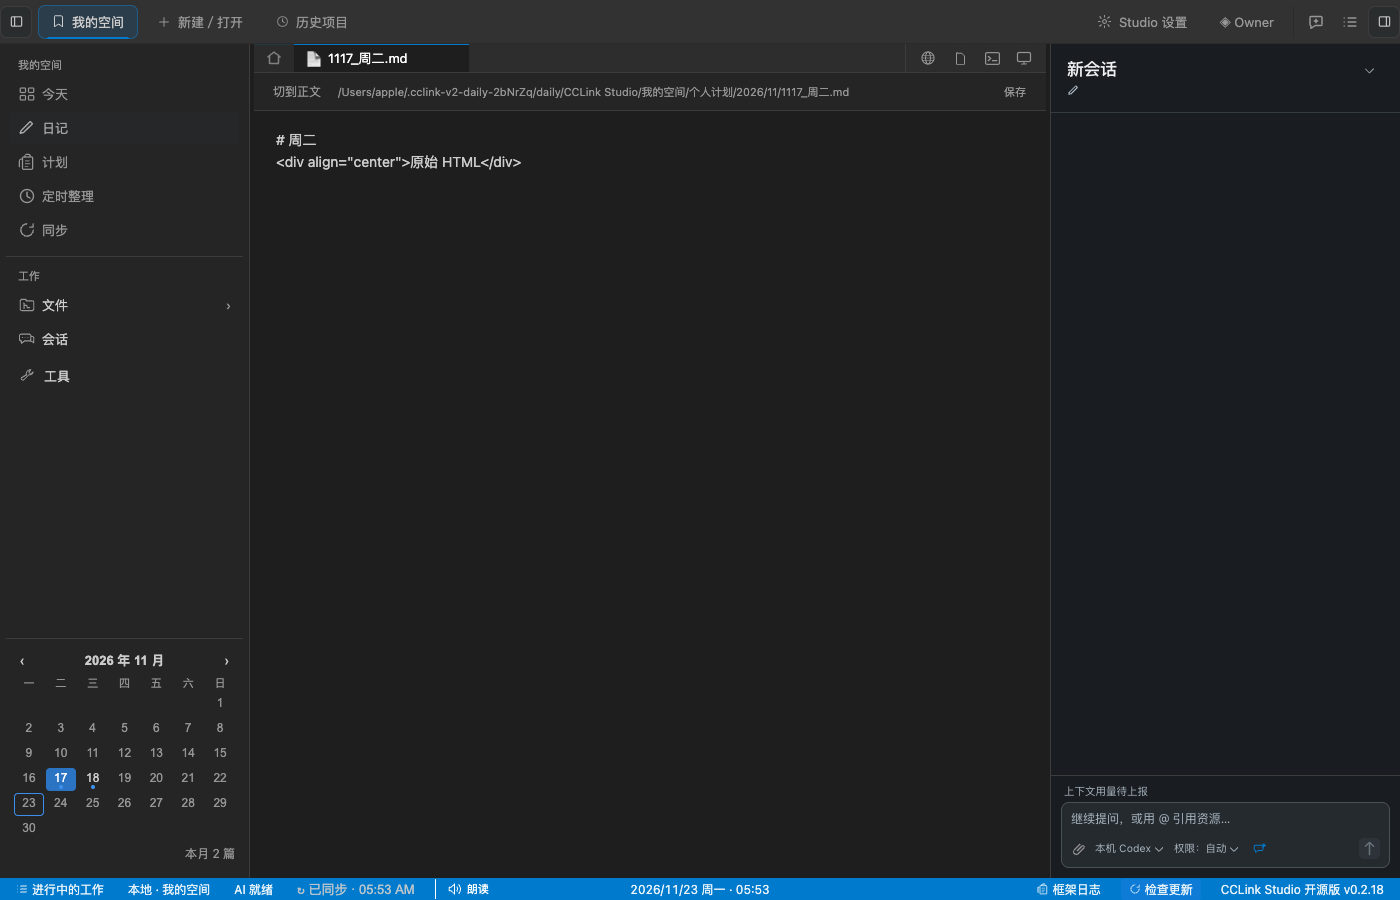 我的空间
新建 / 打开
历史项目
Studio 设置
Owner
我的空间
今天
日记
计划
定时整理
同步
工作
文件
会话
工具
‹ 2026 年 11 月 ›
一 二 三 四 五 六 日
1
2 3 4 5 6 7 8
9 10 11 12 13 14 15
16 17 18 19 20 21 22
23 24 25 26 27 28 29
30
本月 2 篇
1117_周二.md
切到正文 /Users/apple/.cclink-v2-daily-2bNrZq/daily/CCLink Studio/我的空间/个人计划/2026/11/1117_周二.md 保存
# 周二
<div align="center">原始 HTML</div>
新会话
上下文用量待上报
继续提问，或用 @ 引用资源...
本机 Codex 权限：自动
进行中的工作 本地 · 我的空间 AI 就绪 已同步 · 05:53 AM 朗读 2026/11/23 周一 · 05:53 框架日志 检查更新 CCLink Studio 开源版 v0.2.18